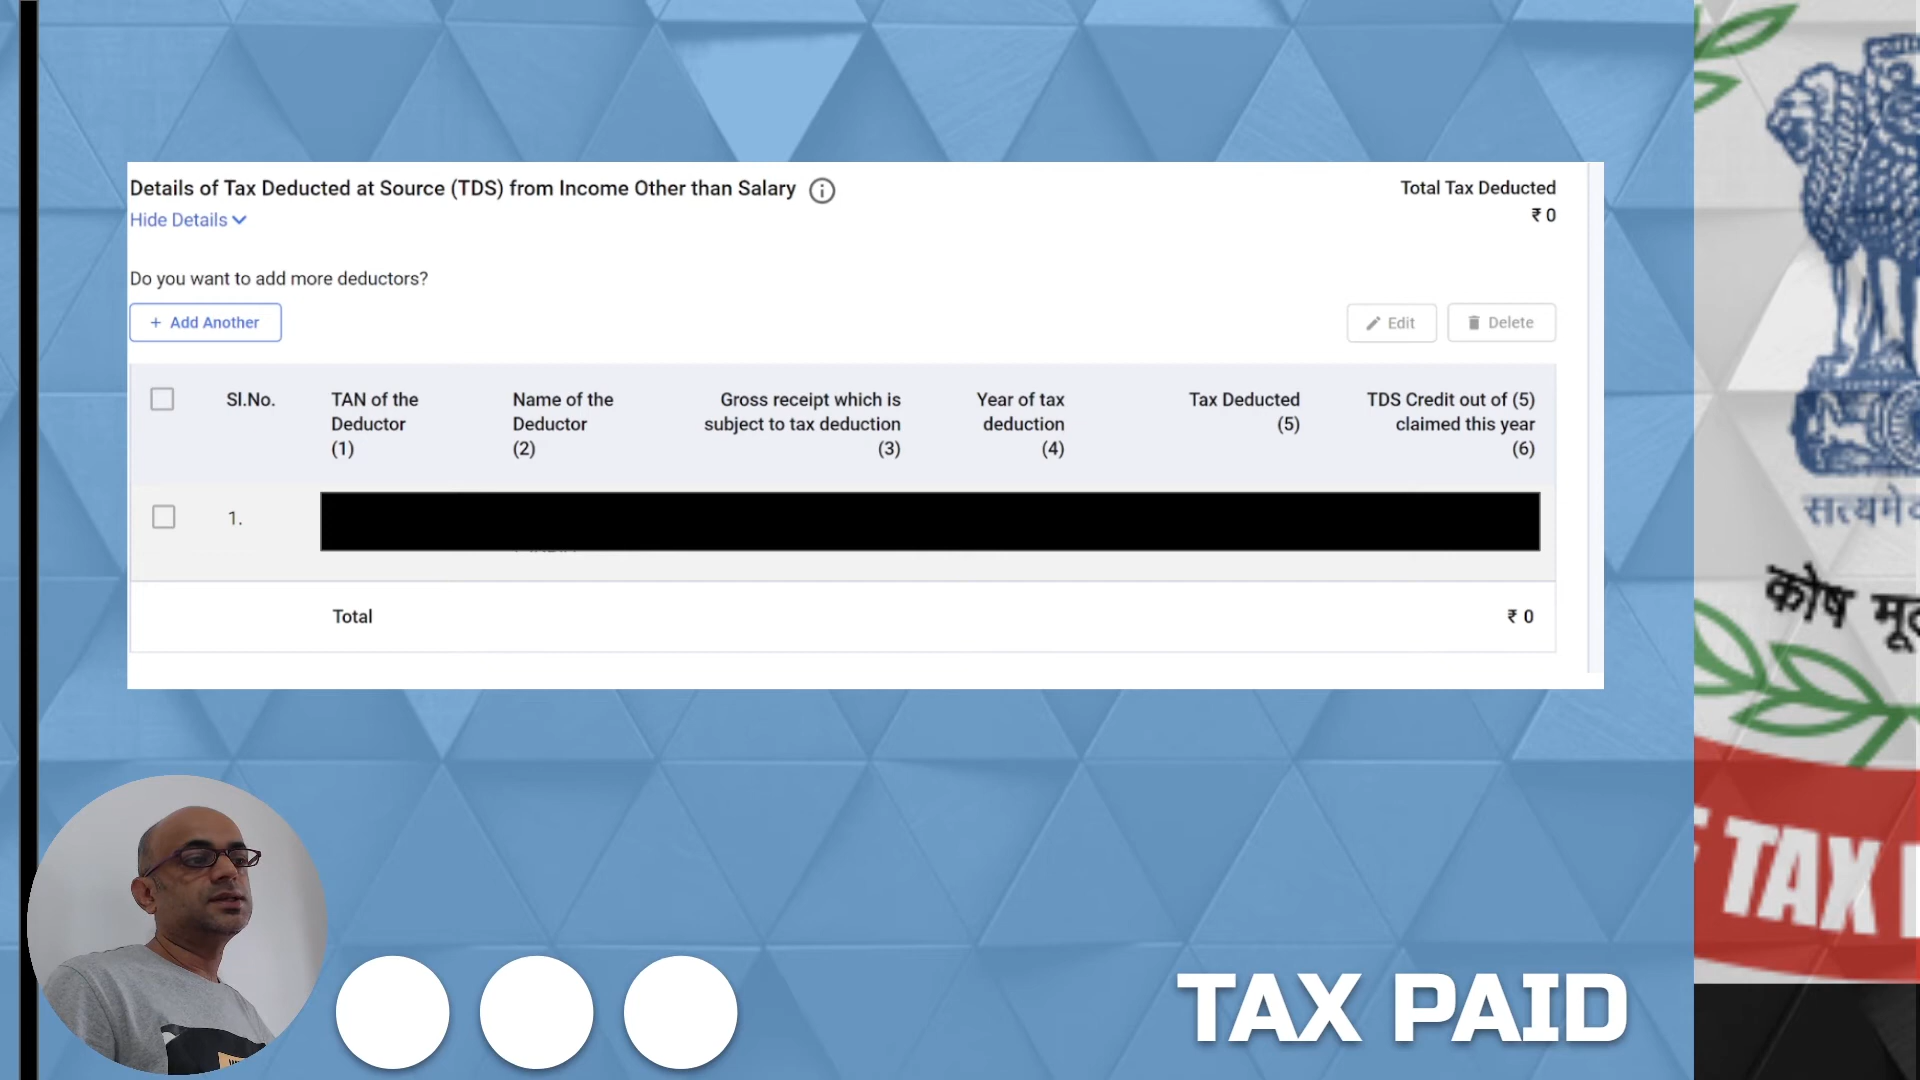 Details of Tax Deducted at Source (TDS) from Income Other than Salary
Total Tax Deducted
Hide Details
₹ 0
Do you want to add more deductors?
+ Add Another
Edit
Delete
Sl.No.
TAN of the Deductor (1)
Name of the Deductor (2)
Gross receipt which is subject to tax deduction (3)
Year of tax deduction (4)
Tax Deducted (5)
TDS Credit out of (5) claimed this year (6)
1.
Total
₹ 0
कोष
TAX
TAX PAID